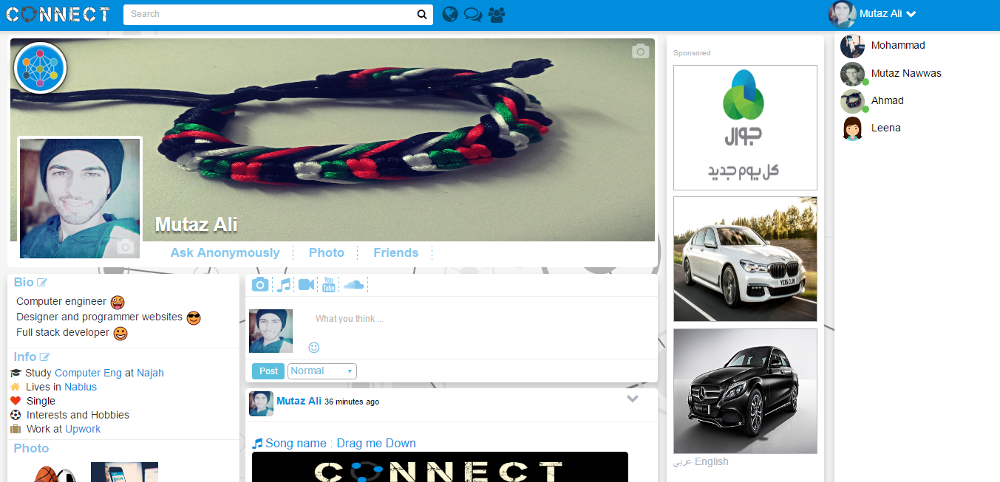 CONNECT
Search
Mutaz Ali
Mutaz Ali
Ask Anonymously
Photo
Friends
Bio
Computer engineer
Designer and programmer websites
Full stack developer
Info
Study Computer Eng at Najah
Lives in Nablus
Single
Interests and Hobbies
Work at Upwork
Photo
You
Tube
What you think ...
Post
Normal
Mutaz Ali 36 minutes ago
Song name : Drag me Down
CONNECT
Sponsored
جوال
كل يوم جديد
عربي English
Mohammad
Mutaz Nawwas
Ahmad
Leena